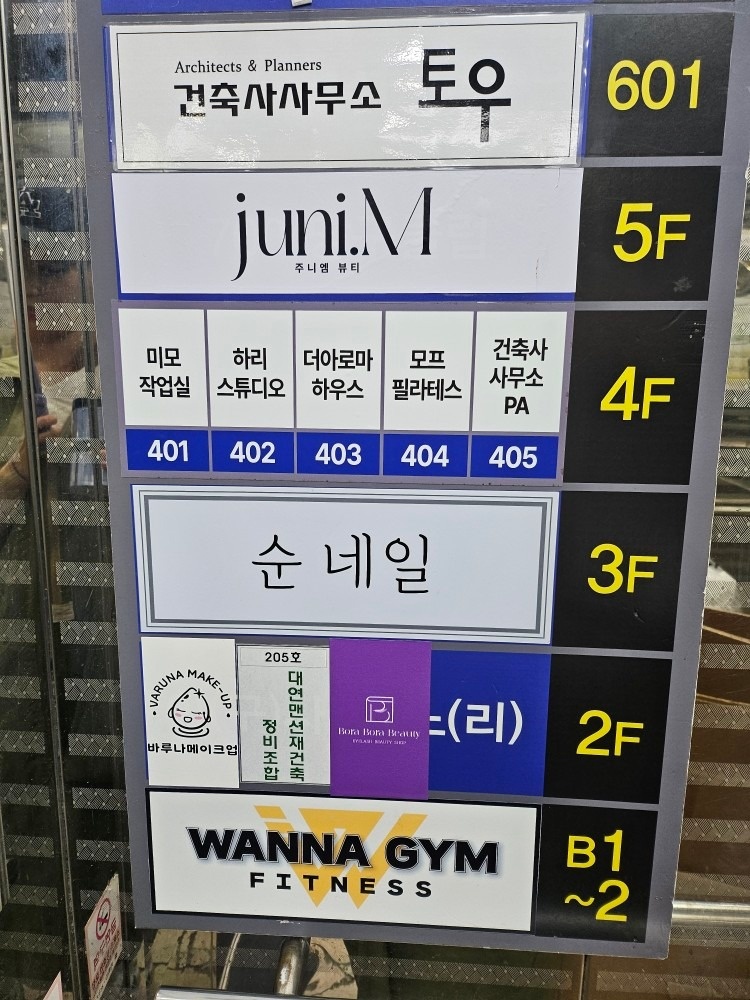 Architects & Planners
건축사사무소 토우
601
juni.M
주니엠 뷰티
5F
미모
작업실
401
하리
스튜디오
402
더아로마
하우스
403
모프
필라테스
404
건축사
사무소
PA
405
4F
순 네일
3F
VARUNA MAKE-UP
바루나메이크업
205호
대연맨션재건축
정비조합
Bora Bora Beauty
EYELASH BEAUTY SHOP
(리)
2F
WANNA GYM
FITNESS
B1
~2